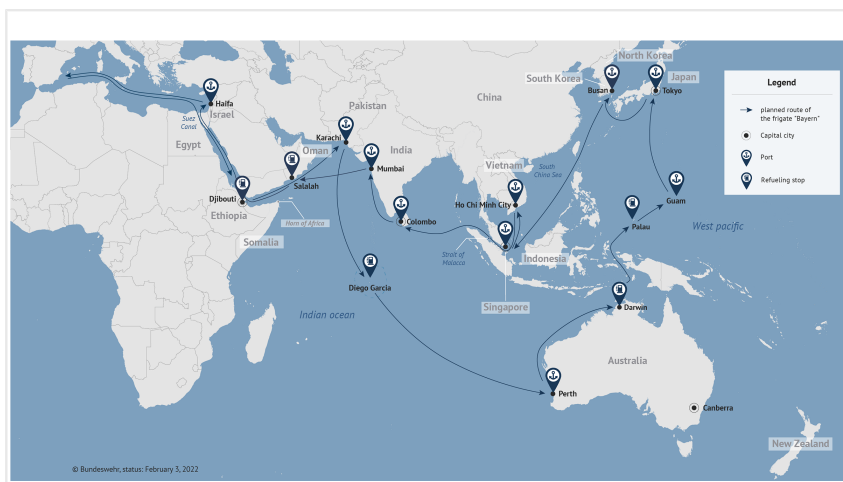 North Korea
South Korea
Japan
Busan
Tokyo
China
Haifa
Israel
Suez
Canal
Pakistan
Karachi
Egypt
Oman
India
Mumbai
Salalah
Vietnam
South
China Sea
Djibouti
Ethiopia
Ho Chi Minh City
Guam
Horn of Africa
Colombo
Palau
West pacific
Somalia
Strait of
Malacca
Indonesia
Diego Garcia
Singapore
Darwin
Indian ocean
Australia
Perth
Canberra
New Zealand
Legend
planned route of
the frigate "Bayern"
Capital city
Port
Refueling stop
© Bundeswehr, status: February 3, 2022